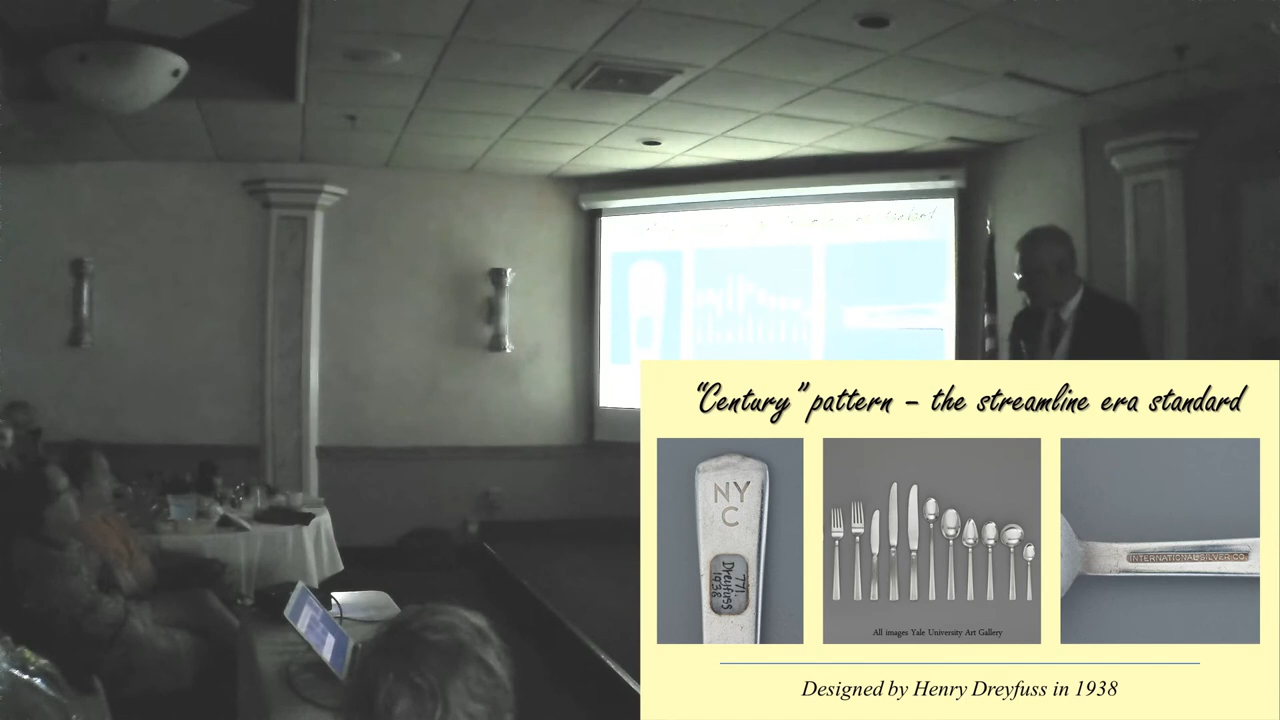 "Century" pattern – the streamline era standard
NY
C
771.
Dreyfuss
1938
INTERNATIONAL SILVER CO.
All images Yale University Art Gallery
Designed by Henry Dreyfuss in 1938